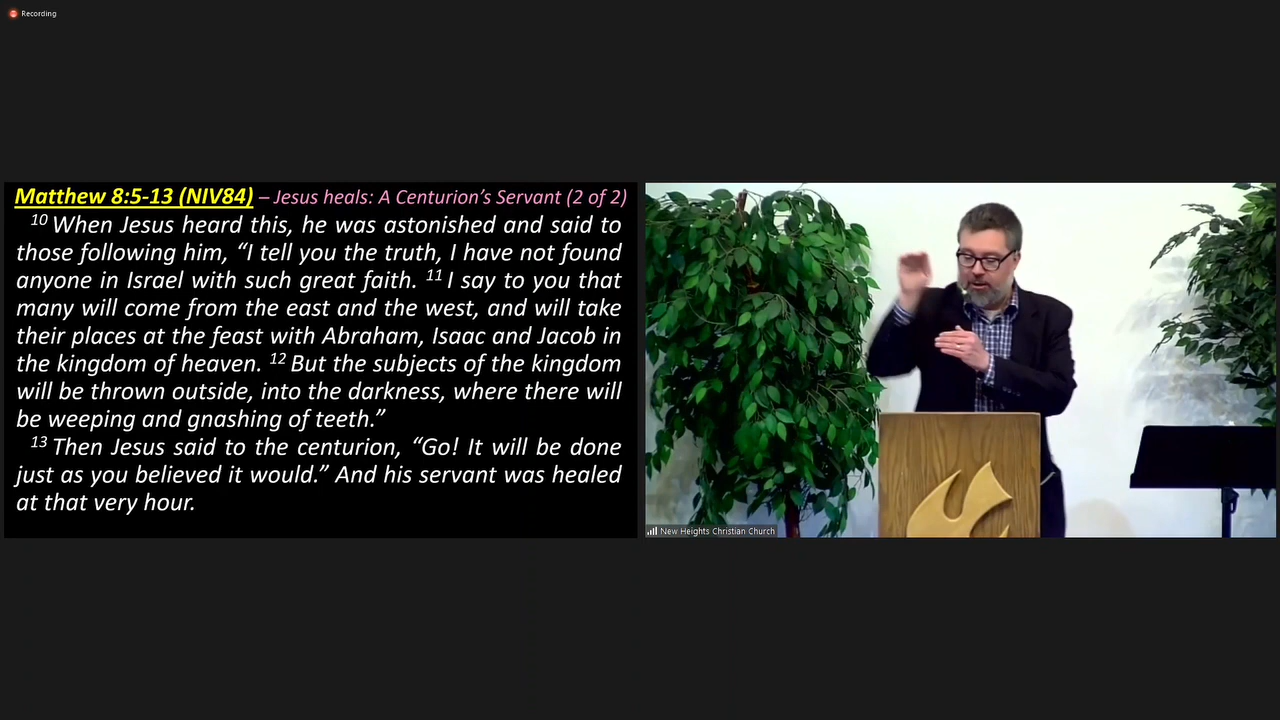 Recording
Matthew 8:5-13 (NIV84) – Jesus heals: A Centurion’s Servant (2 of 2)
10 When Jesus heard this, he was astonished and said to
those following him, “I tell you the truth, I have not found
anyone in Israel with such great faith. 11 I say to you that
many will come from the east and the west, and will take
their places at the feast with Abraham, Isaac and Jacob in
the kingdom of heaven. 12 But the subjects of the kingdom
will be thrown outside, into the darkness, where there will
be weeping and gnashing of teeth.”
13 Then Jesus said to the centurion, “Go! It will be done
just as you believed it would.” And his servant was healed
at that very hour.
New Heights Christian Church